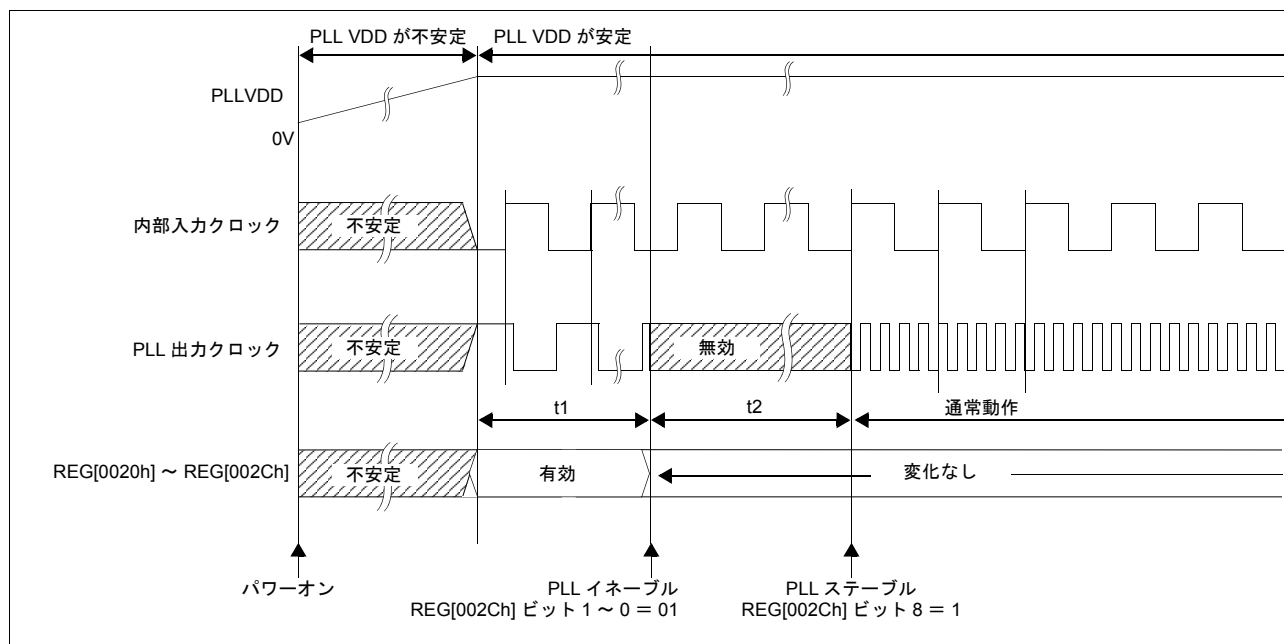 PLL VDD が不安定
PLL VDD が安定
PLLVDD
0V
内部入力クロック
不安定
PLL 出力クロック
不安定
無効
t1
t2
通常動作
REG[0020h] ～ REG[002Ch]
不安定
有効
変化なし
パワーオン
PLL イネーブル
REG[002Ch] ビット 1 ～ 0 ＝ 01
PLL ステーブル
REG[002Ch] ビット 8 ＝ 1